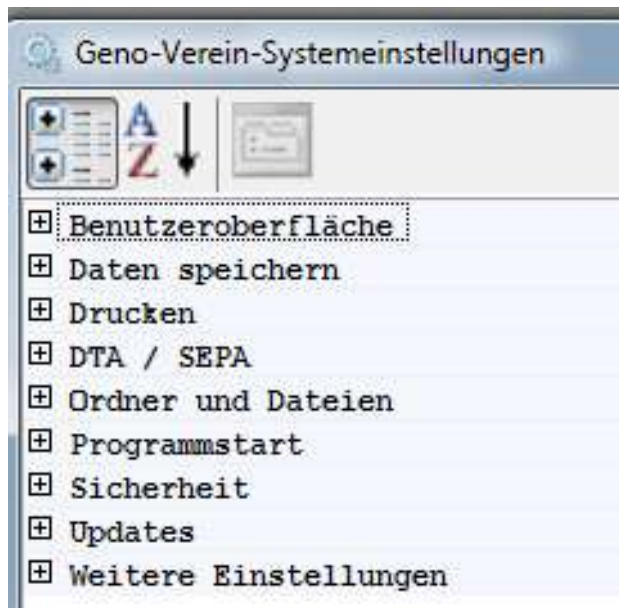 Geno-Verein-Systemeinstellungen
A
Z
Benutzeroberfläche
Daten speichern
Drucken
DTA / SEPA
Ordner und Dateien
Programmstart
Sicherheit
Updates
Weitere Einstellungen